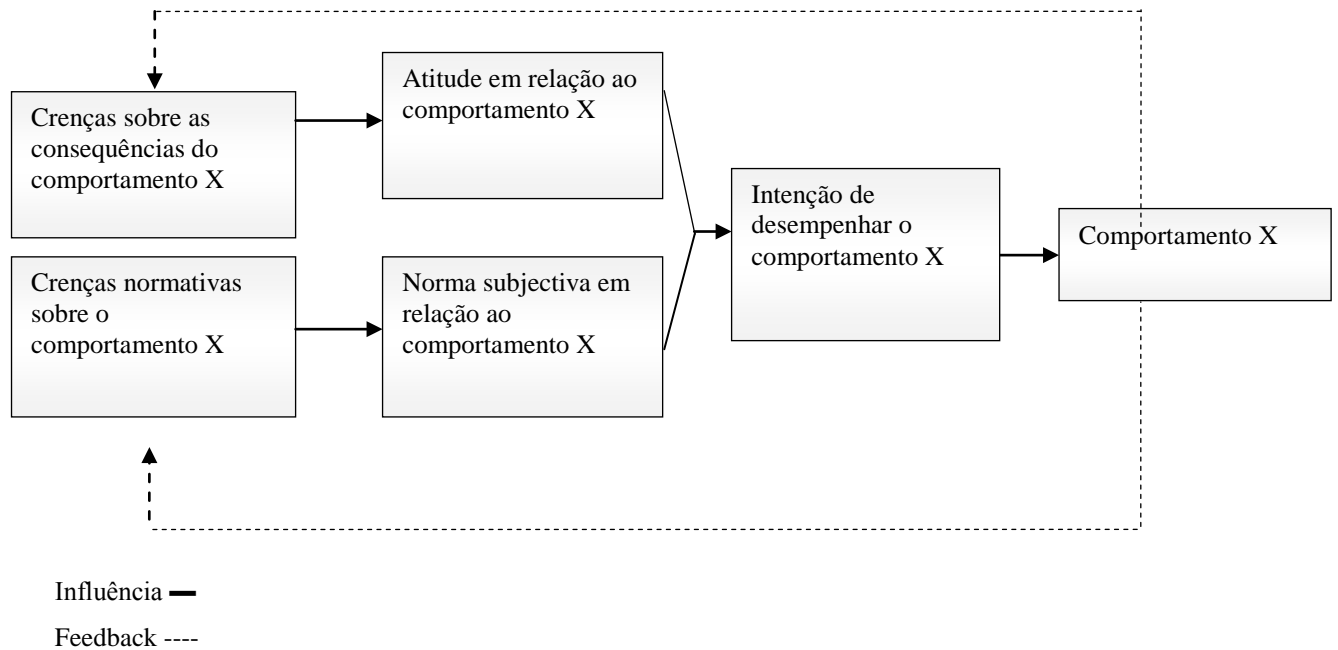 Crenças sobre as
consequências do
comportamento X
Atitude em relação ao
comportamento X
Crenças normativas
sobre o
comportamento X
Norma subjectiva em
relação ao
comportamento X
Intenção de
desempenhar o
comportamento X
Comportamento X
Influência
Feedback ----